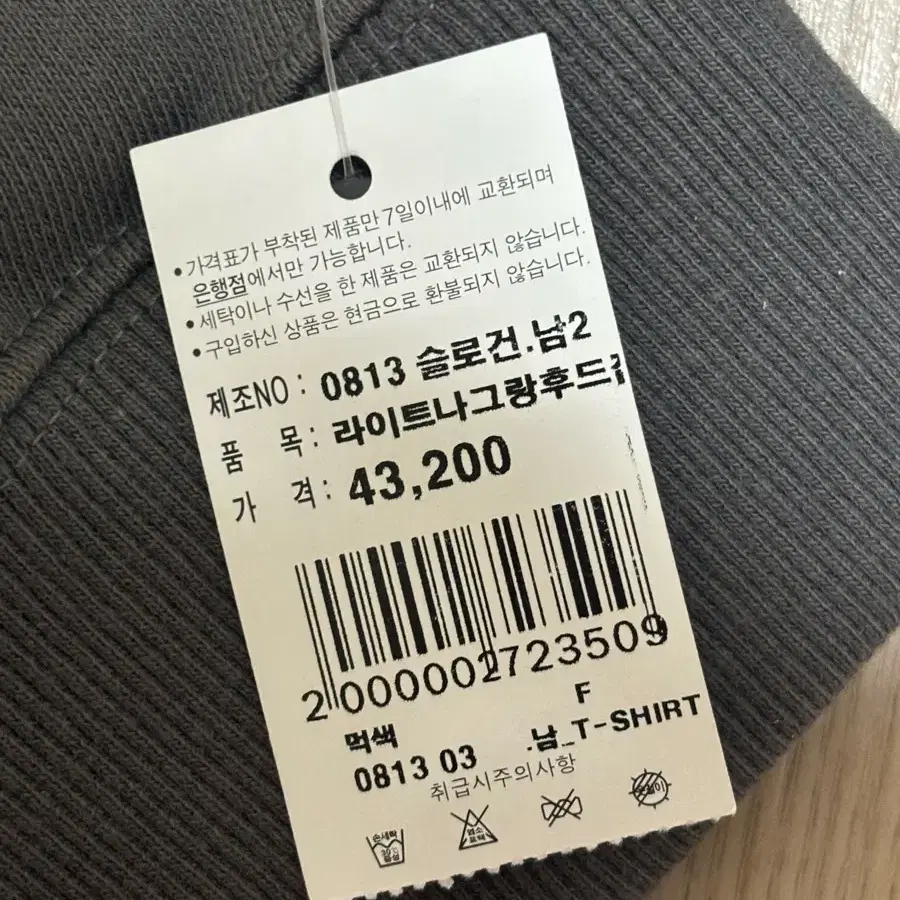 •가격표가 부착된 제품만 7일이내에 교환되며
은행점에서만 가능합니다.
•세탁이나 수선을 한 제품은 교환되지 않습니다.
•구입하신 상품은 현금으로 환불되지 않습니다.
제조NO : 0813 슬로건.남2
품 목 : 라이트나그랑후드
가 격 : 43,200
2000002723509
먹색 F
0813 03 .남_T-SHIRT
취급시주의사항
손세탁